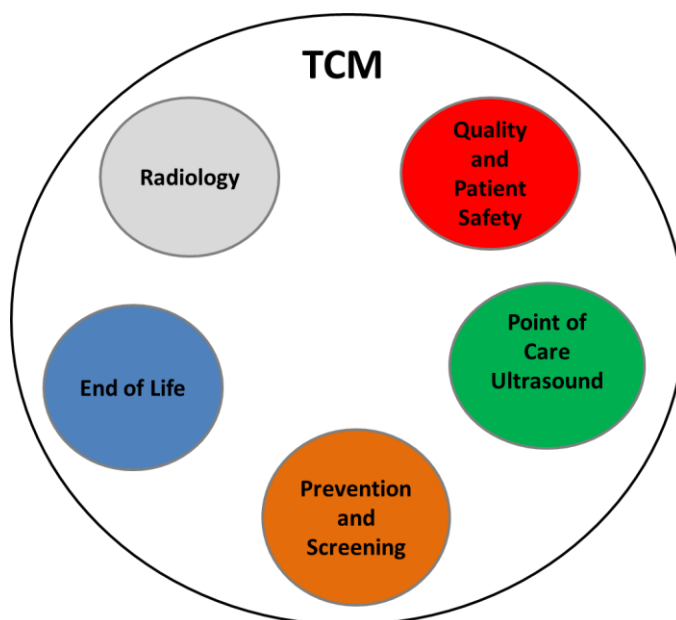 TCM
Radiology
Quality
and
Patient
Safety
End of Life
Point of
Care
Ultrasound
Prevention
and
Screening